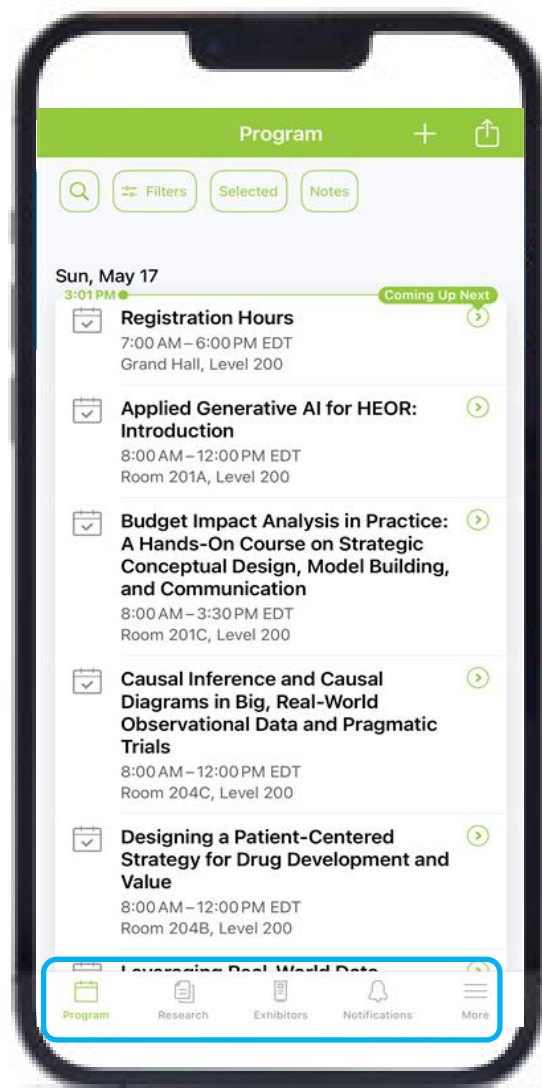 Program
Filters
Selected
Notes
Sun, May 17
3:01 PM
Coming Up Next
Registration Hours
7:00 AM – 6:00 PM EDT
Grand Hall, Level 200
Applied Generative AI for HEOR:
Introduction
8:00 AM – 12:00 PM EDT
Room 201A, Level 200
Budget Impact Analysis in Practice:
A Hands-On Course on Strategic
Conceptual Design, Model Building,
and Communication
8:00 AM – 3:30 PM EDT
Room 201C, Level 200
Causal Inference and Causal
Diagrams in Big, Real-World
Observational Data and Pragmatic
Trials
8:00 AM – 12:00 PM EDT
Room 204C, Level 200
Designing a Patient-Centered
Strategy for Drug Development and
Value
8:00 AM – 12:00 PM EDT
Room 204B, Level 200
Leveraging Real-World Data
Program
Research
Exhibitors
Notifications
More